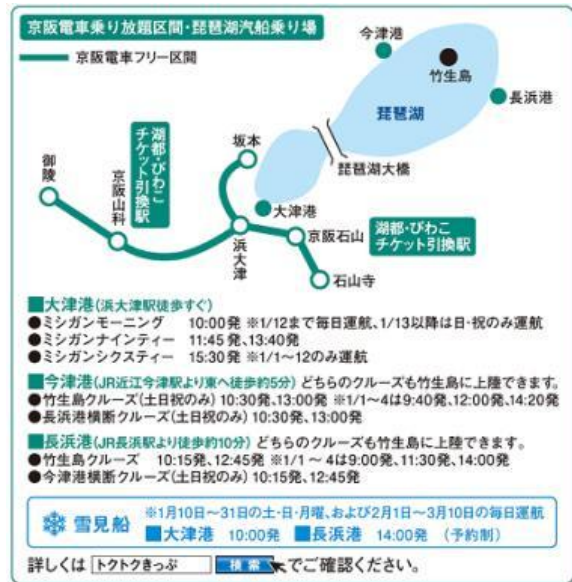 京阪電車乗り放題区間・琵琶湖汽船乗り場
京阪電車フリー区間
今津港
竹生島
長浜港
琵琶湖
琵琶湖大橋
坂本
大津港
御陵
京阪山科
湖都・びわこ
チケット引換駅
浜大津
京阪石山
湖都・びわこ
チケット引換駅
石山寺
■大津港(浜大津駅徒歩すぐ)
●ミシガンモーニング 10:00発 ※1/12まで毎日運航、1/13以降は日・祝のみ運航
●ミシガンナインティー 11:45発、13:40発
●ミシガンシクスティー 15:30発 ※1/1〜12のみ運航
■今津港(JR近江今津駅より東へ徒歩約5分) どちらのクルーズも竹生島に上陸できます。
●竹生島クルーズ(土日祝のみ) 10:30発、13:00発 ※1/1〜4は9:40発、12:00発、14:20発
●長浜港横断クルーズ(土日祝のみ) 10:30発、13:00発
■長浜港(JR長浜駅より徒歩約10分) どちらのクルーズも竹生島に上陸できます。
●竹生島クルーズ 10:15発、12:45発 ※1/1 〜 4は9:00発、11:30発、14:00発
●今津港横断クルーズ(土日祝のみ) 10:15発、12:45発
※1月10日〜31日の土・日・月曜、および2月1日〜3月10日の毎日運航
雪見船 ■大津港 10:00発 ■長浜港 14:00発 (予約制)
詳しくは トクトクきっぷ 検索 でご確認ください。